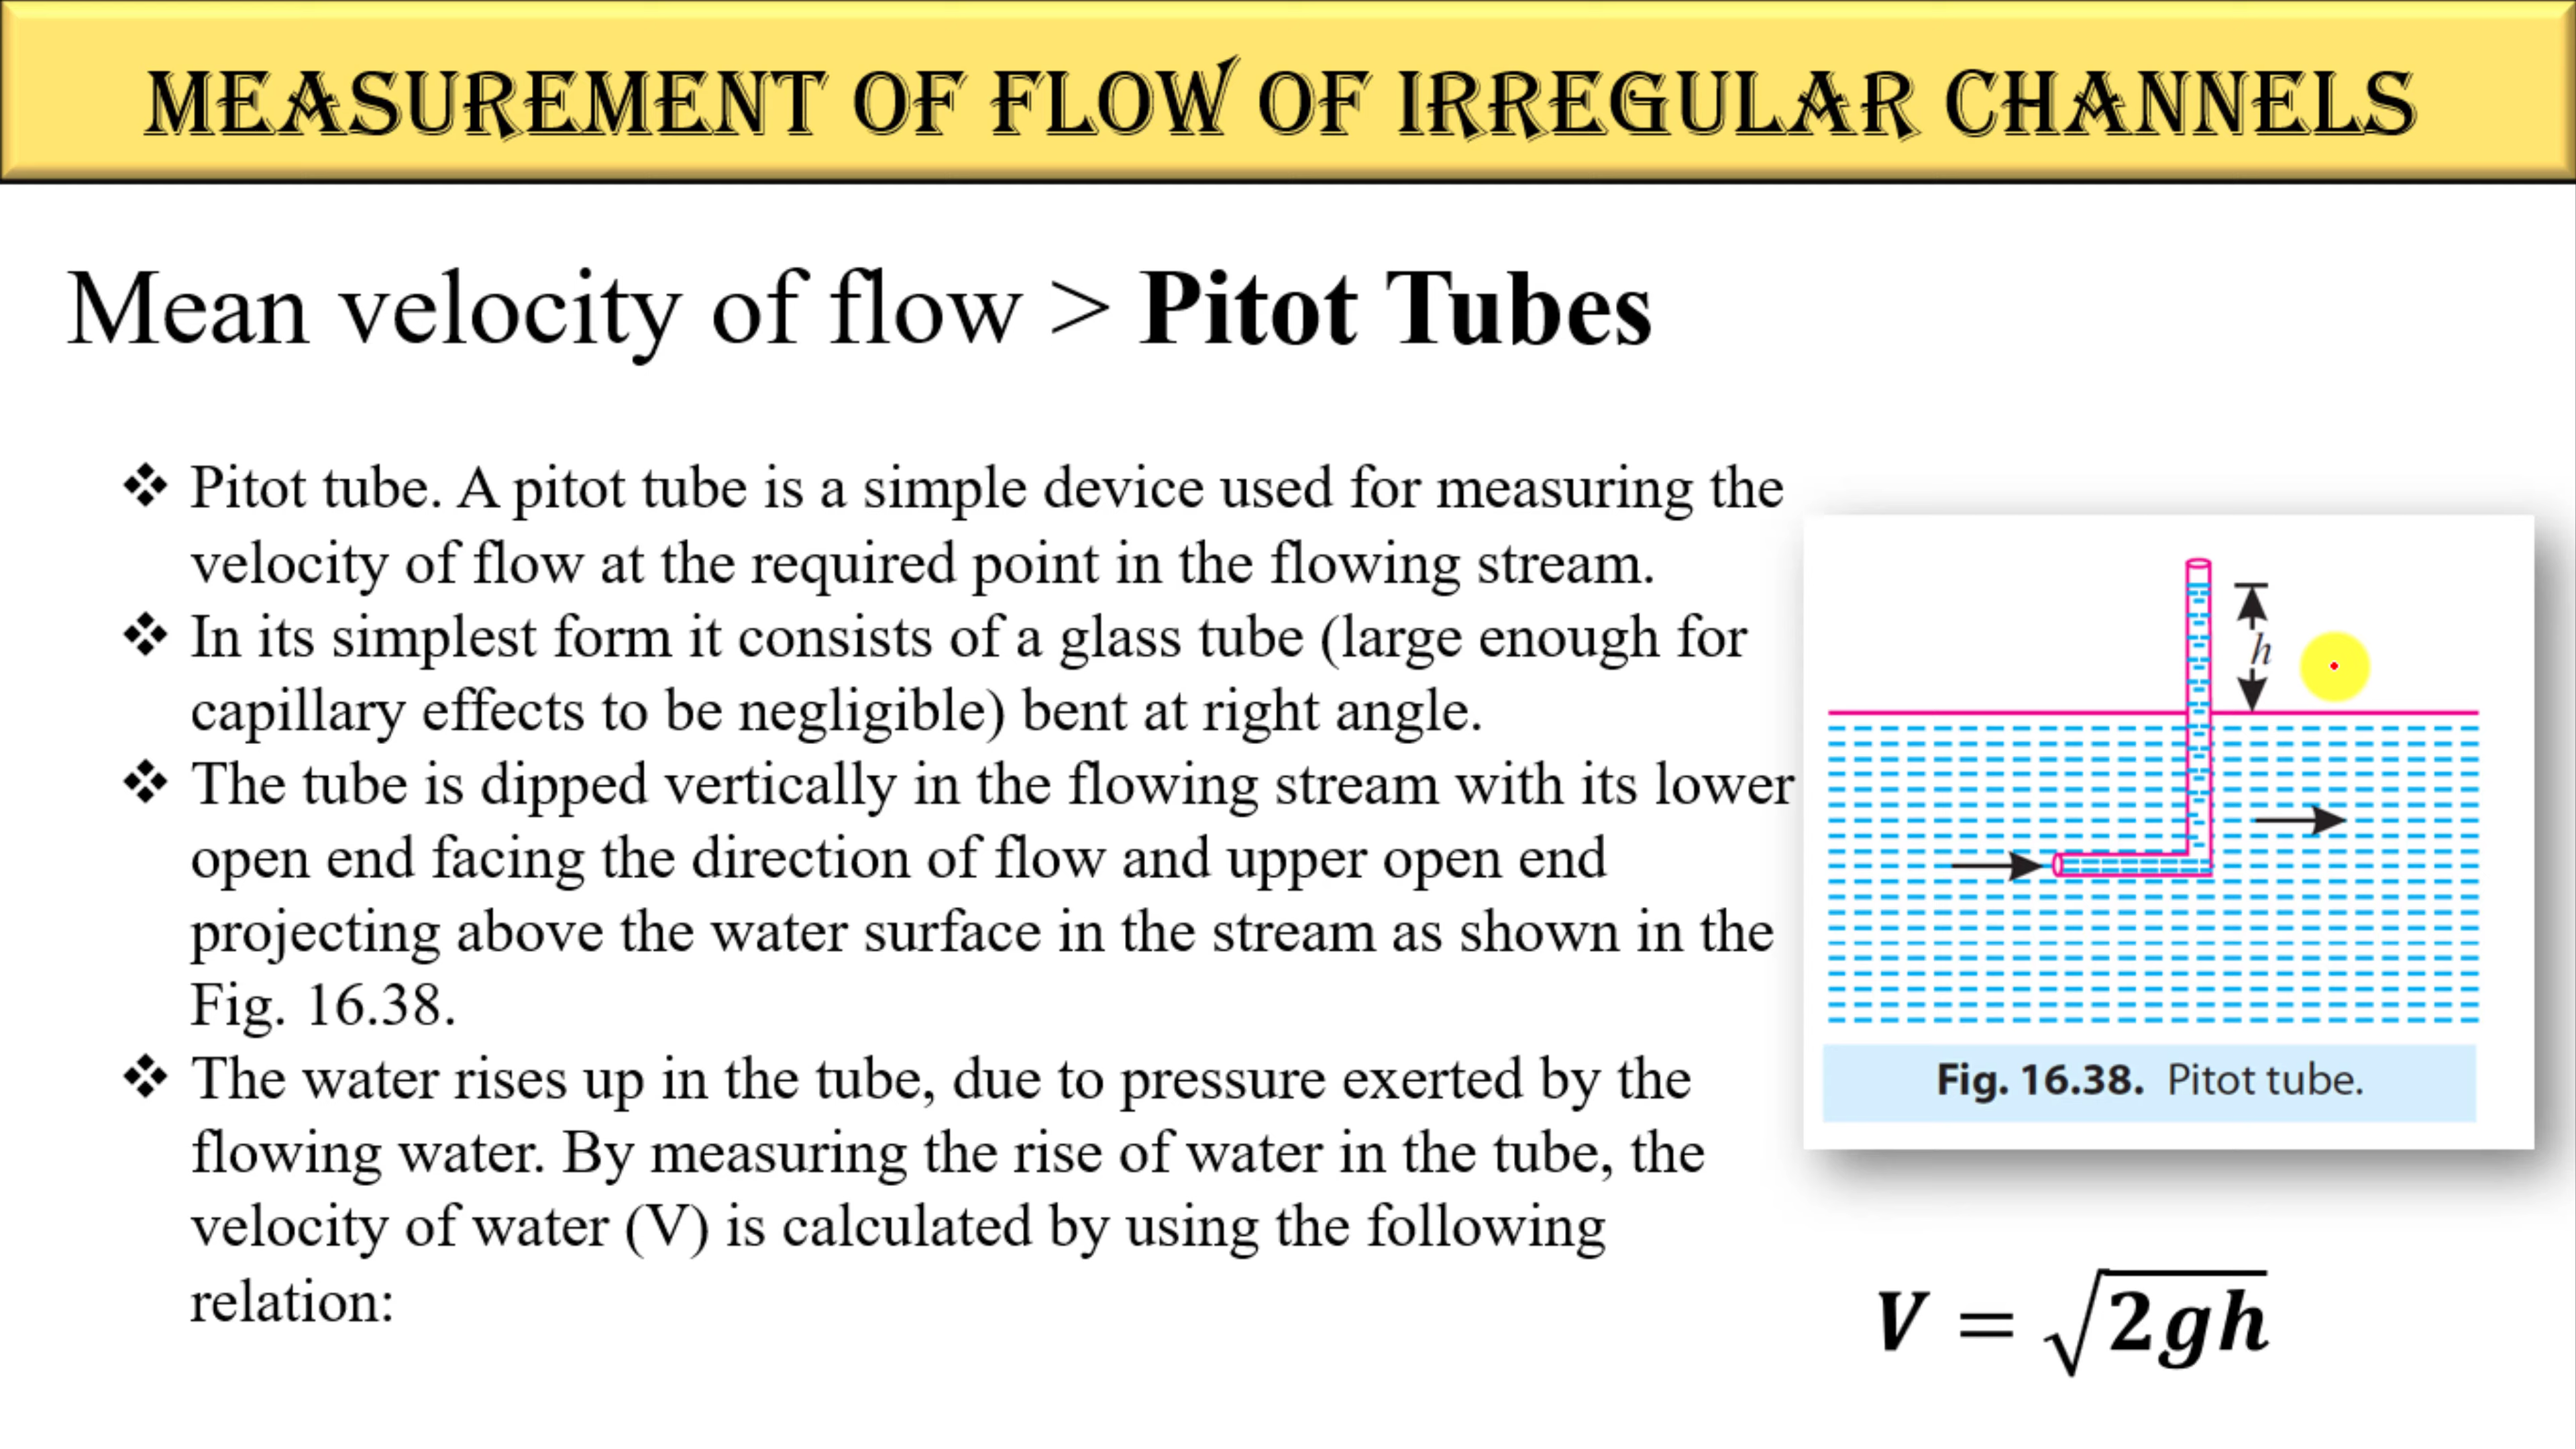 MEASUREMENT OF FLOW OF IRREGULAR CHANNELS
Mean velocity of flow > Pitot Tubes
❖ Pitot tube. A pitot tube is a simple device used for measuring the
velocity of flow at the required point in the flowing stream.
❖ In its simplest form it consists of a glass tube (large enough for
capillary effects to be negligible) bent at right angle.
❖ The tube is dipped vertically in the flowing stream with its lower
open end facing the direction of flow and upper open end
projecting above the water surface in the stream as shown in the
Fig. 16.38.
❖ The water rises up in the tube, due to pressure exerted by the
flowing water. By measuring the rise of water in the tube, the
velocity of water (V) is calculated by using the following
relation:
h
Fig. 16.38. Pitot tube.
V = √2gh